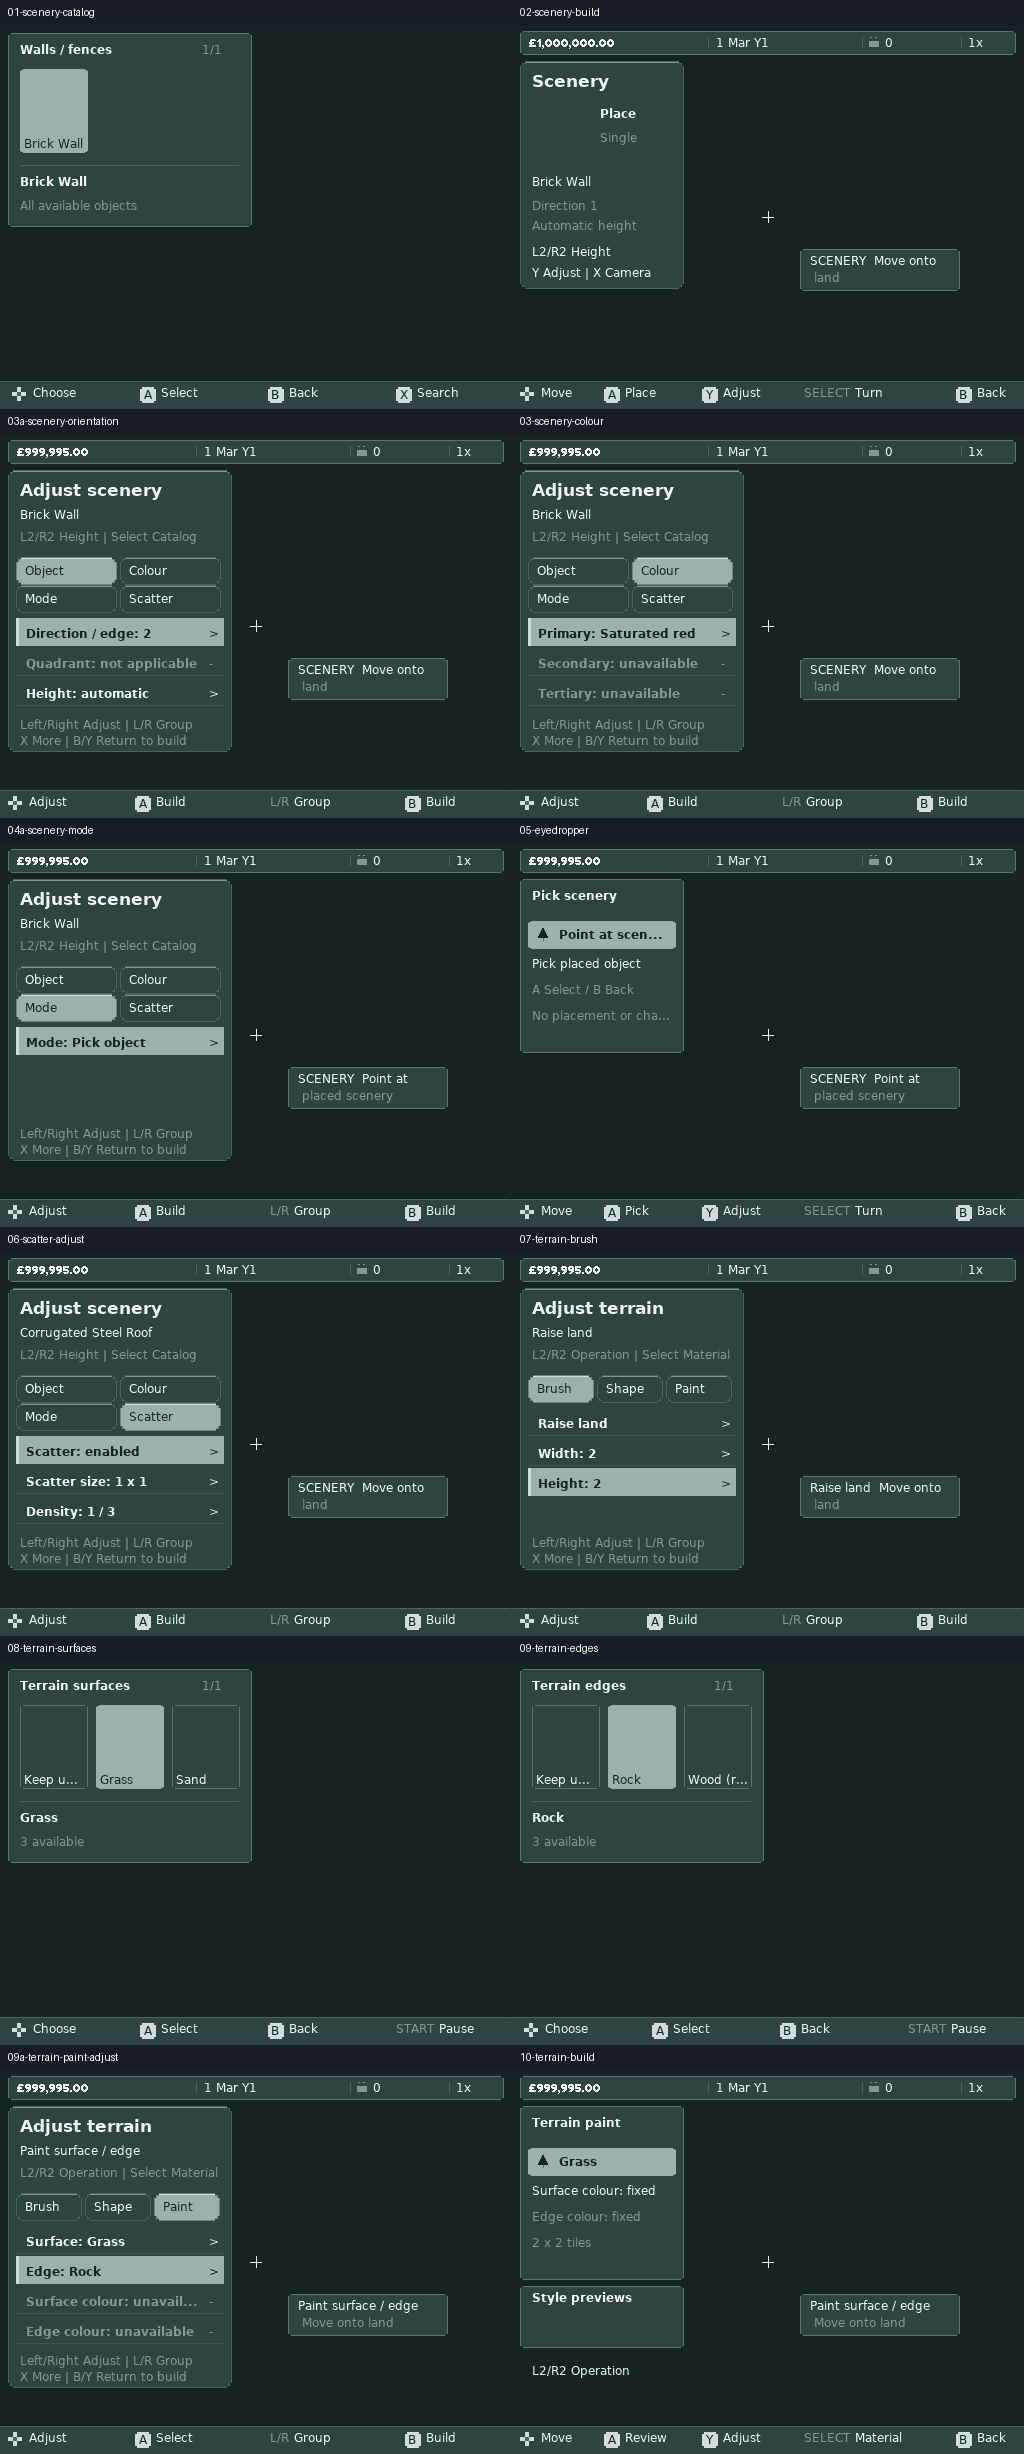 01-scenery-catalog
Walls / fences 1/1
Brick Wall
Brick Wall
All available objects
Choose A Select B Back X Search
02-scenery-build
£1,000,000.00 1 Mar Y1 0 1x
Scenery
Place
Single
Brick Wall
Direction 1
Automatic height
L2/R2 Height
Y Adjust | X Camera
SCENERY Move onto
land
Move A Place Y Adjust SELECT Turn B Back
03a-scenery-orientation
£999,995.00 1 Mar Y1 0 1x
Adjust scenery
Brick Wall
L2/R2 Height | Select Catalog
Object Colour
Mode Scatter
Direction / edge: 2 >
Quadrant: not applicable -
Height: automatic >
Left/Right Adjust | L/R Group
X More | B/Y Return to build
SCENERY Move onto
land
Adjust A Build L/R Group B Build
03-scenery-colour
£999,995.00 1 Mar Y1 0 1x
Adjust scenery
Brick Wall
L2/R2 Height | Select Catalog
Object Colour
Mode Scatter
Primary: Saturated red >
Secondary: unavailable -
Tertiary: unavailable -
Left/Right Adjust | L/R Group
X More | B/Y Return to build
SCENERY Move onto
land
Adjust A Build L/R Group B Build
04a-scenery-mode
£999,995.00 1 Mar Y1 0 1x
Adjust scenery
Brick Wall
L2/R2 Height | Select Catalog
Object Colour
Mode Scatter
Mode: Pick object >
Left/Right Adjust | L/R Group
X More | B/Y Return to build
SCENERY Point at
placed scenery
Adjust A Build L/R Group B Build
05-eyedropper
£999,995.00 1 Mar Y1 0 1x
Pick scenery
Point at scen...
Pick placed object
A Select / B Back
No placement or cha...
SCENERY Point at
placed scenery
Move A Pick Y Adjust SELECT Turn B Back
06-scatter-adjust
£999,995.00 1 Mar Y1 0 1x
Adjust scenery
Corrugated Steel Roof
L2/R2 Height | Select Catalog
Object Colour
Mode Scatter
Scatter: enabled >
Scatter size: 1 x 1 >
Density: 1 / 3 >
Left/Right Adjust | L/R Group
X More | B/Y Return to build
SCENERY Move onto
land
Adjust A Build L/R Group B Build
07-terrain-brush
£999,995.00 1 Mar Y1 0 1x
Adjust terrain
Raise land
L2/R2 Operation | Select Material
Brush Shape Paint
Raise land >
Width: 2 >
Height: 2 >
Left/Right Adjust | L/R Group
X More | B/Y Return to build
Raise land Move onto
land
Adjust A Build L/R Group B Build
08-terrain-surfaces
Terrain surfaces 1/1
Keep u... Grass Sand
Grass
3 available
Choose A Select B Back START Pause
09-terrain-edges
Terrain edges 1/1
Keep u... Rock Wood (r...
Rock
3 available
Choose A Select B Back START Pause
09a-terrain-paint-adjust
£999,995.00 1 Mar Y1 0 1x
Adjust terrain
Paint surface / edge
L2/R2 Operation | Select Material
Brush Shape Paint
Surface: Grass >
Edge: Rock >
Surface colour: unavail... -
Edge colour: unavailable -
Left/Right Adjust | L/R Group
X More | B/Y Return to build
Paint surface / edge
Move onto land
Adjust A Select L/R Group B Build
10-terrain-build
£999,995.00 1 Mar Y1 0 1x
Terrain paint
Grass
Surface colour: fixed
Edge colour: fixed
2 x 2 tiles
Style previews
L2/R2 Operation
Paint surface / edge
Move onto land
Move A Review Y Adjust SELECT Material B Back